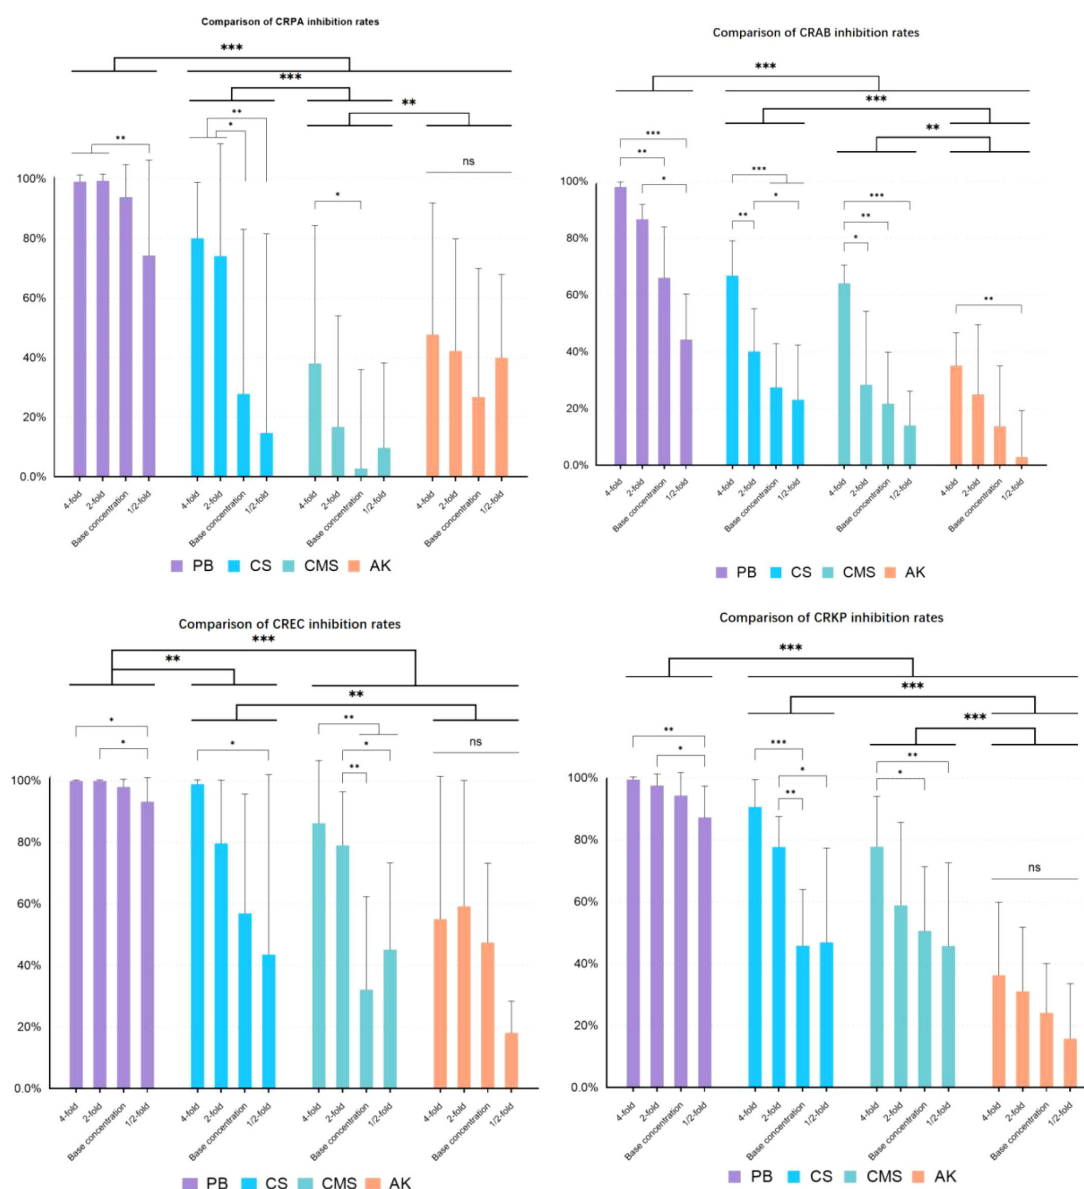 Comparison of CRPA inhibition rates
***
***
**
**
**
*
*
ns
100%
80%
60%
40%
20%
0.0%
4-fold
2-fold
Base concentration
1/2-fold
4-fold
2-fold
Base concentration
1/2-fold
4-fold
2-fold
Base concentration
1/2-fold
4-fold
2-fold
Base concentration
1/2-fold
PB CS CMS AK
Comparison of CRAB inhibition rates
***
***
**
***
**
*
***
**
*
***
**
*
**
100%
80%
60%
40%
20%
0.0%
4-fold
2-fold
Base concentration
1/2-fold
4-fold
2-fold
Base concentration
1/2-fold
4-fold
2-fold
Base concentration
1/2-fold
4-fold
2-fold
Base concentration
1/2-fold
PB CS CMS AK
Comparison of CREC inhibition rates
***
**
**
*
*
*
**
*
**
ns
100%
80%
60%
40%
20%
0.0%
4-fold
2-fold
Base concentration
1/2-fold
4-fold
2-fold
Base concentration
1/2-fold
4-fold
2-fold
Base concentration
1/2-fold
4-fold
2-fold
Base concentration
1/2-fold
PB CS CMS AK
Comparison of CRKP inhibition rates
***
***
***
**
*
***
*
**
**
*
ns
100%
80%
60%
40%
20%
0.0%
4-fold
2-fold
Base concentration
1/2-fold
4-fold
2-fold
Base concentration
1/2-fold
4-fold
2-fold
Base concentration
1/2-fold
4-fold
2-fold
Base concentration
1/2-fold
PB CS CMS AK